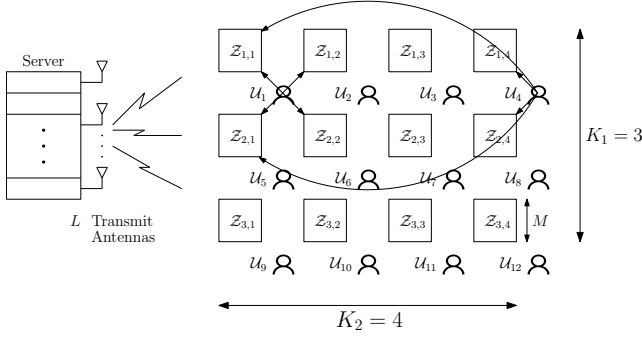 Server
L Transmit
Antennas
𝒵₁,₁ 𝒵₁,₂ 𝒵₁,₃ 𝒵₁,₄
𝒰₁ 𝒰₂ 𝒰₃ 𝒰₄
𝒵₂,₁ 𝒵₂,₂ 𝒵₂,₃ 𝒵₂,₄
K₁ = 3
𝒰₅ 𝒰₆ 𝒰₇ 𝒰₈
𝒵₃,₁ 𝒵₃,₂ 𝒵₃,₃ 𝒵₃,₄ M
𝒰₉ 𝒰₁₀ 𝒰₁₁ 𝒰₁₂
K₂ = 4